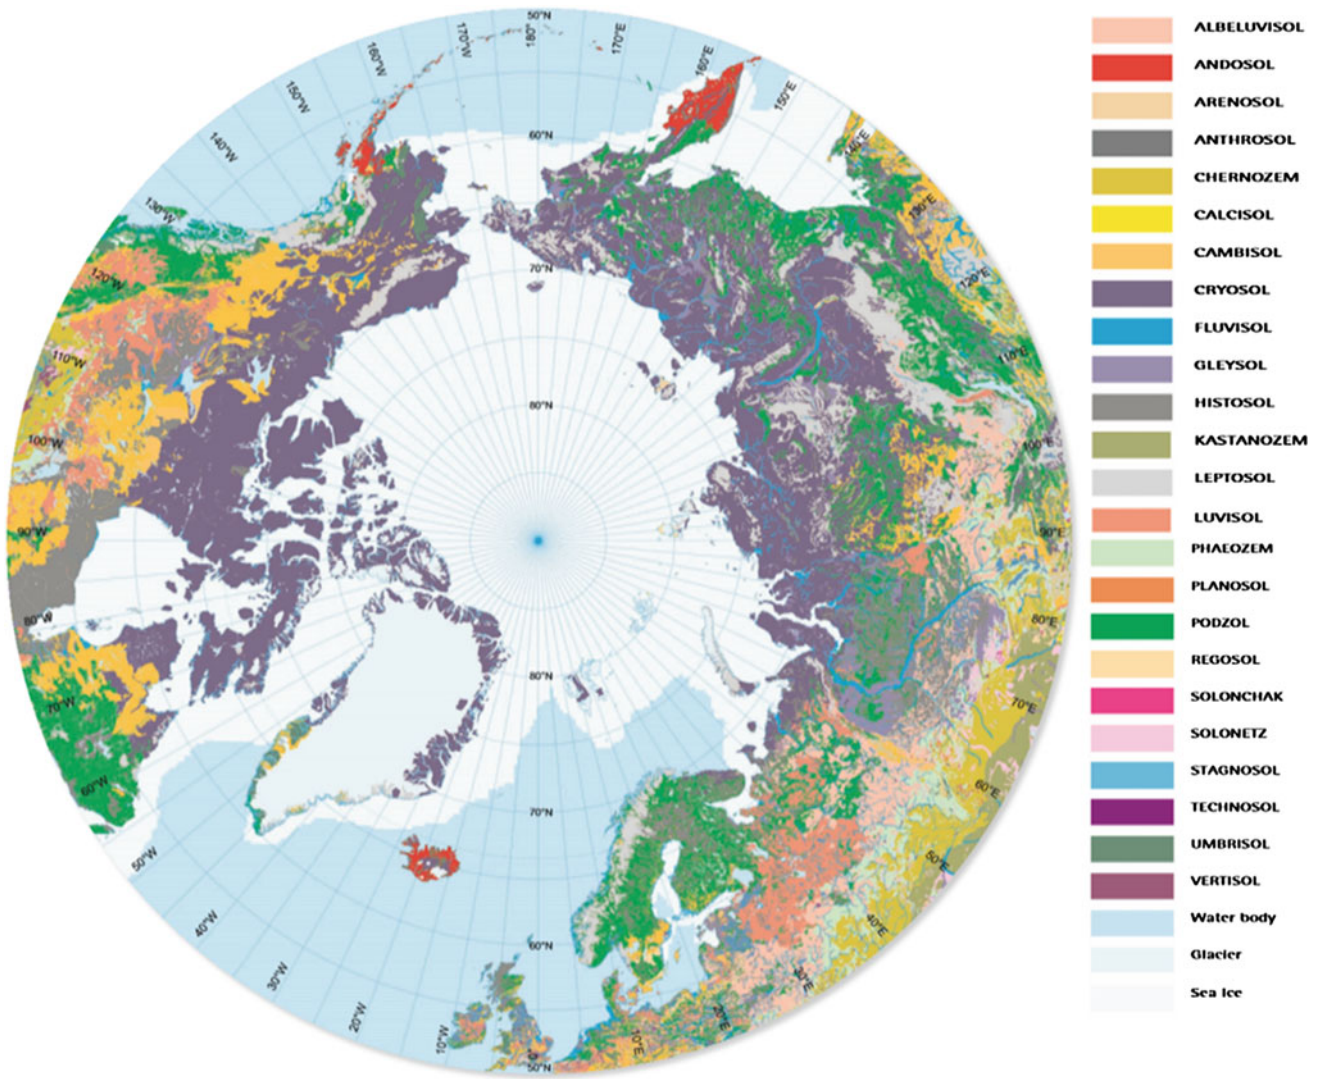 50°N
180°
170°W
170°E
160°W
160°E
150°W
150°E
140°W
140°E
60°N
130°W
130°E
120°W
120°E
70°N
110°W
110°E
80°N
100°W
100°E
90°W
90°E
80°W
80°E
80°N
70°W
70°E
60°W
60°E
70°N
50°W
50°E
40°W
40°E
60°N
30°W
30°E
20°W
20°E
10°W
10°E
0°
50°N
ALBELUVISOL
ANDOSOL
ARENOSOL
ANTHROSOL
CHERNOZEM
CALCISOL
CAMBISOL
CRYOSOL
FLUVISOL
GLEYSOL
HISTOSOL
KASTANOZEM
LEPTOSOL
LUVISOL
PHAEOZEM
PLANOSOL
PODZOL
REGOSOL
SOLONCHAK
SOLONETZ
STAGNOSOL
TECHNOSOL
UMBRISOL
VERTISOL
Water body
Glacier
Sea Ice